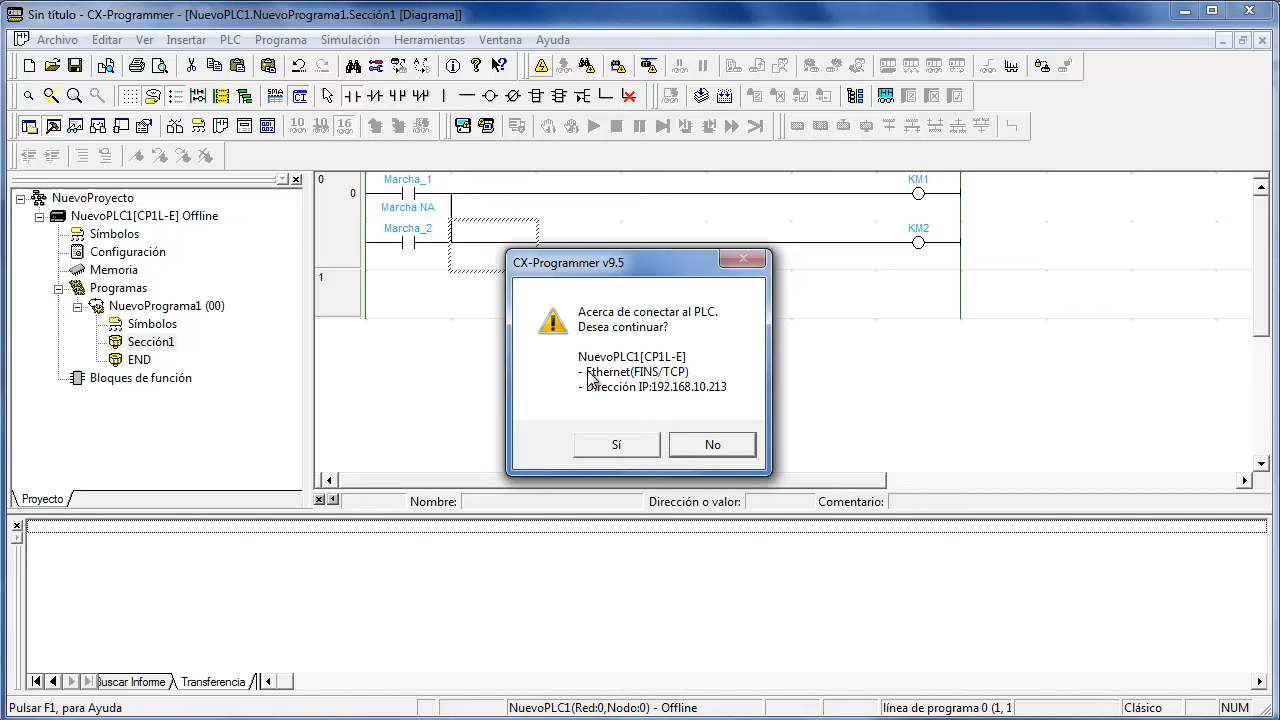 Sin título - CX-Programmer - [NuevoPLC1.NuevoPrograma1.Sección1 [Diagrama]]
Archivo Editar Ver Insertar PLC Programa Simulación Herramientas Ventana Ayuda
NuevoProyecto
NuevoPLC1[CP1L-E] Offline
Símbolos
Configuración
Memoria
Programas
NuevoPrograma1 (00)
Símbolos
Sección1
END
Bloques de función
Proyecto
0
0
Marcha_1
KM1
Marcha NA
Marcha_2
KM2
1
CX-Programmer v9.5
Acerca de conectar al PLC.
Desea continuar?
NuevoPLC1[CP1L-E]
- Ethernet(FINS/TCP)
- Dirección IP:192.168.10.213
Sí No
Nombre: Dirección o valor: Comentario:
Buscar Informe Transferencia
Pulsar F1, para Ayuda NuevoPLC1(Red:0,Nodo:0) - Offline línea de programa 0 (1, 1 Clásico NUM